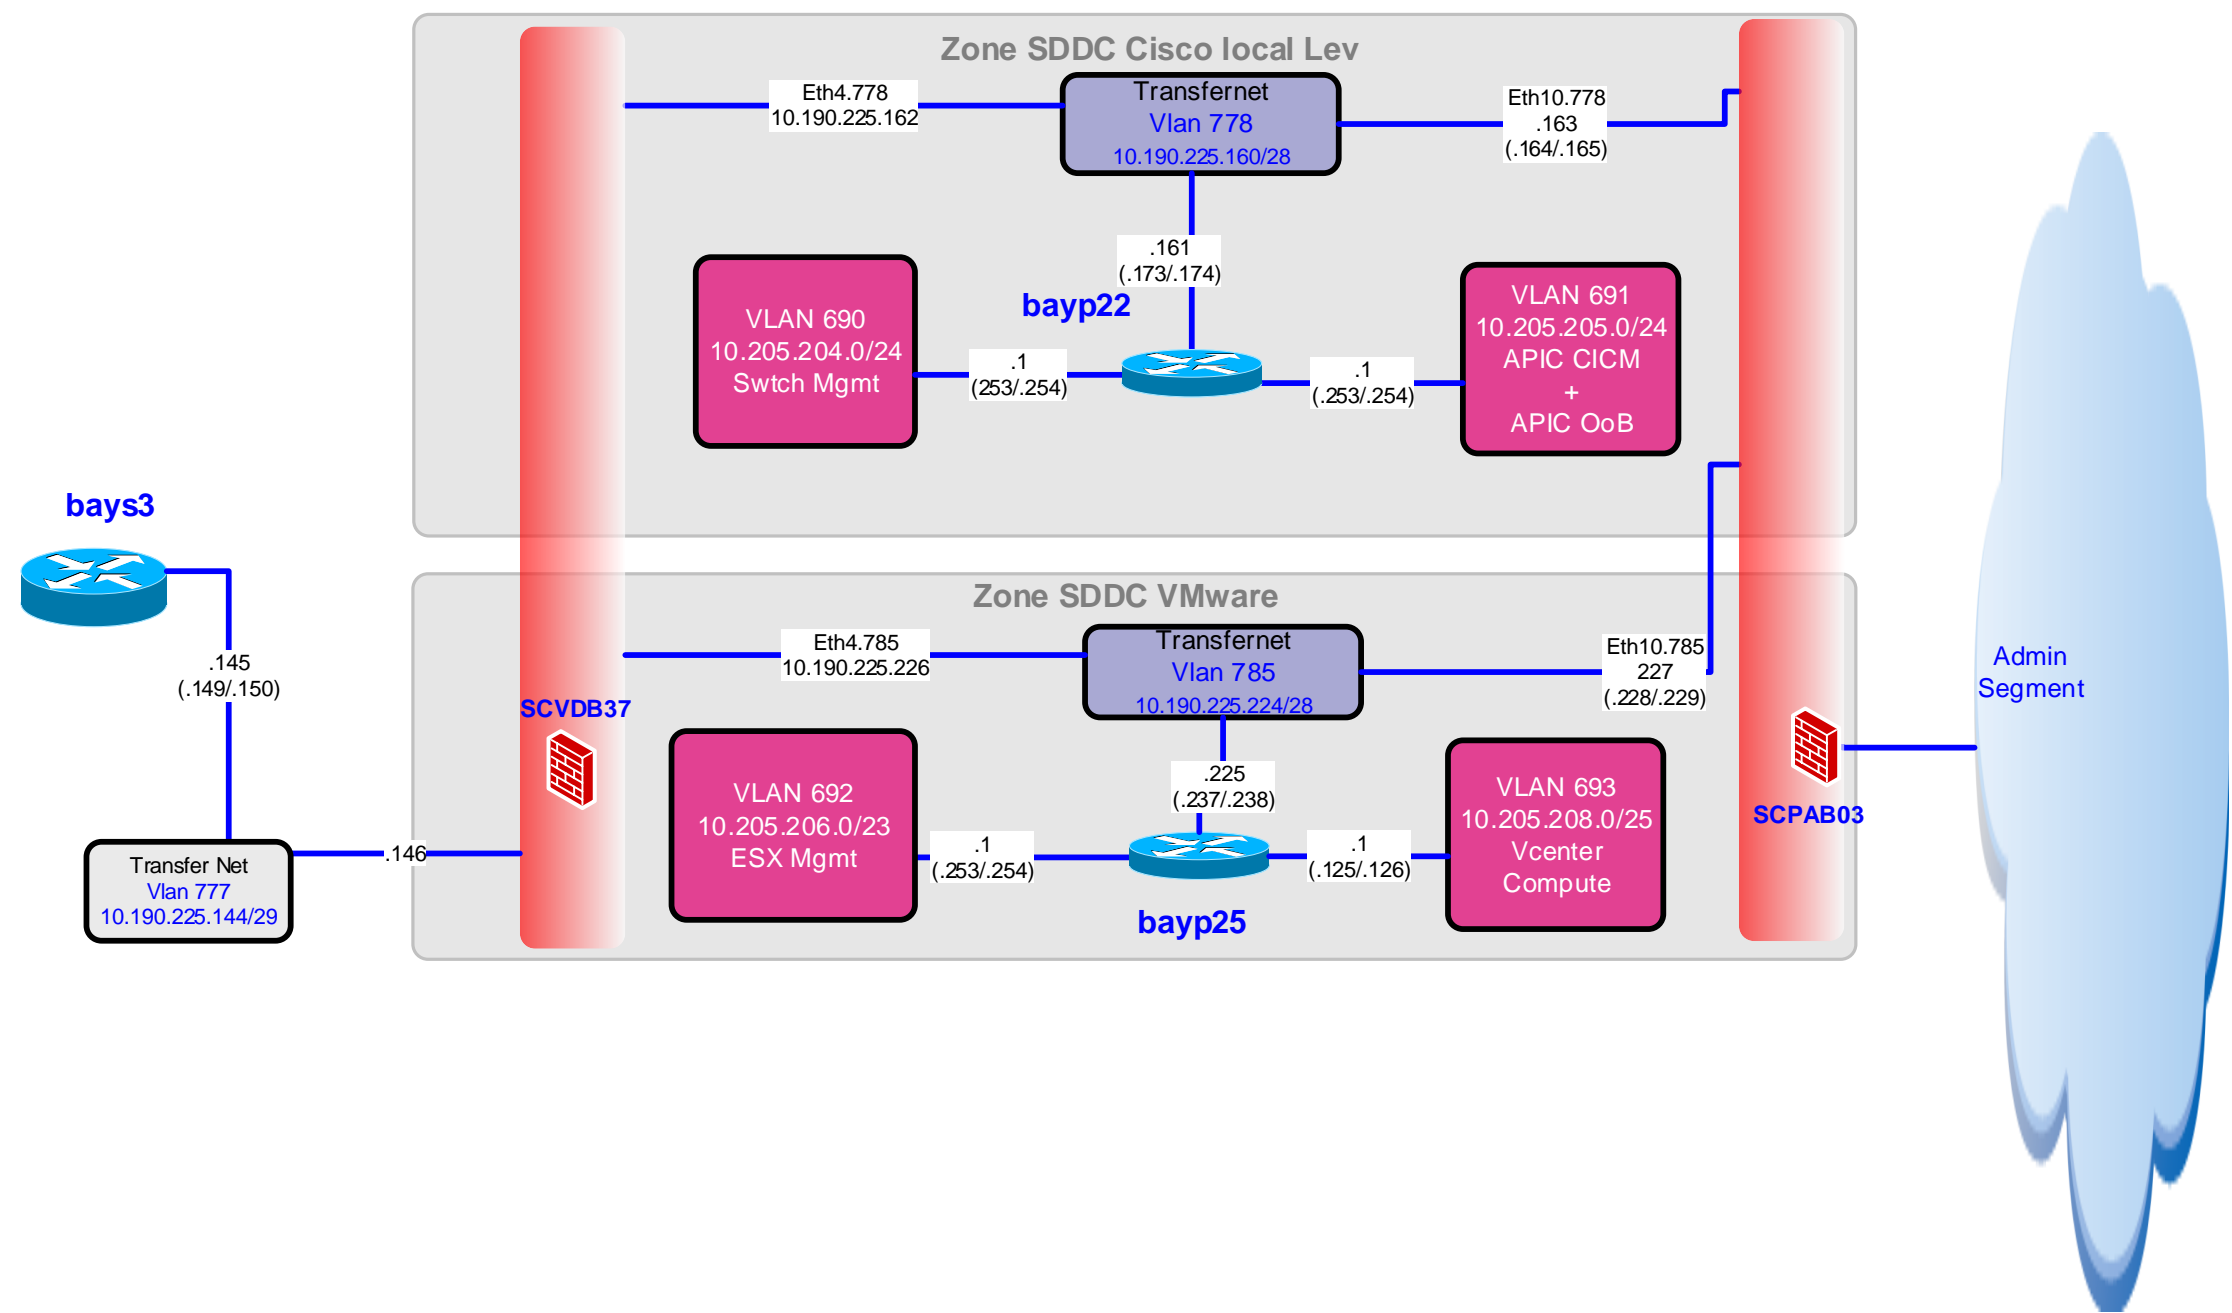 Zone SDDC Cisco local Lev
Eth4.778
10.190.225.162
Transfernet
Vlan 778
10.190.225.160/28
Eth10.778
.163
(.164/.165)
.161
(.173/.174)
bayp22
VLAN 690
10.205.204.0/24
Swtch Mgmt
.1
(253/.254)
.1
(.253/.254)
VLAN 691
10.205.205.0/24
APIC CICM
+
APIC OoB
bays3
.145
(.149/.150)
Transfer Net
Vlan 777
10.190.225.144/29
.146
Zone SDDC VMware
Eth4.785
10.190.225.226
Transfernet
Vlan 785
10.190.225.224/28
Eth10.785
227
(.228/.229)
SCVDB37
.225
(.237/.238)
VLAN 692
10.205.206.0/23
ESX Mgmt
.1
(.253/.254)
.1
(.125/.126)
VLAN 693
10.205.208.0/25
Vcenter
Compute
bayp25
SCPAB03
Admin
Segment